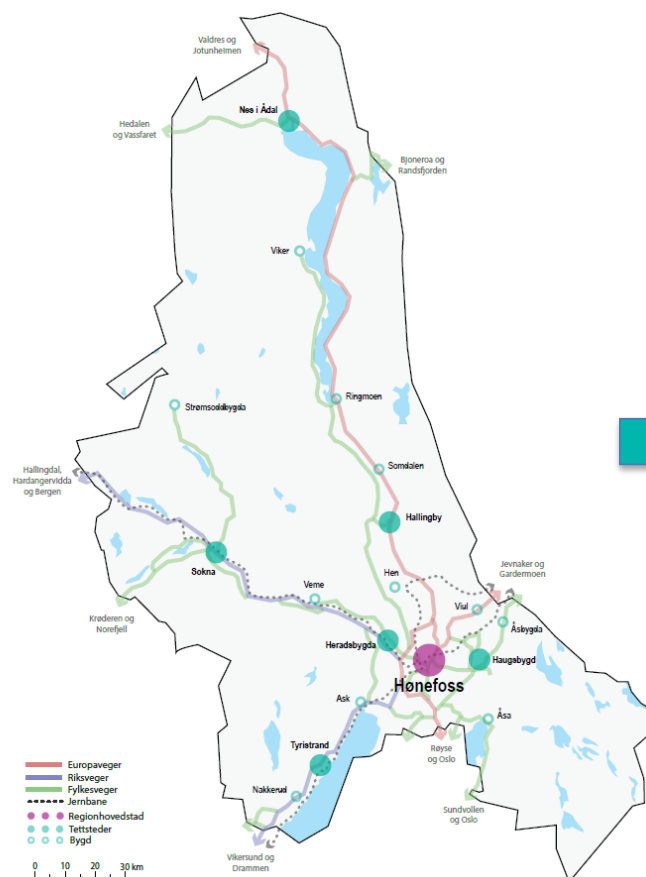 Valdres og
Jotunheimen
Nes i Ådal
Hedalen
og Vassfaret
Bjoneroa og
Randsfjorden
Viker
Ringmoen
Strømsoddbygda
Somdalen
Hallingdal,
Hardangervidda
og Bergen
Hallingby
Sokna
Hen
Jevnaker og
Gardermoen
Veme
Viul
Krøderen og
Norefjell
Åsbygda
Heradsbygda
Haugsbygd
Hønefoss
Ask
Åsa
Tyristrand
Røyse
og Oslo
Nakkerud
Sundvollen
og Oslo
Vikersund og
Drammen
Europaveger
Riksveger
Fylkesveger
Jernbane
Regionhovedstad
Tettsteder
Bygd
0 10 20 30 km